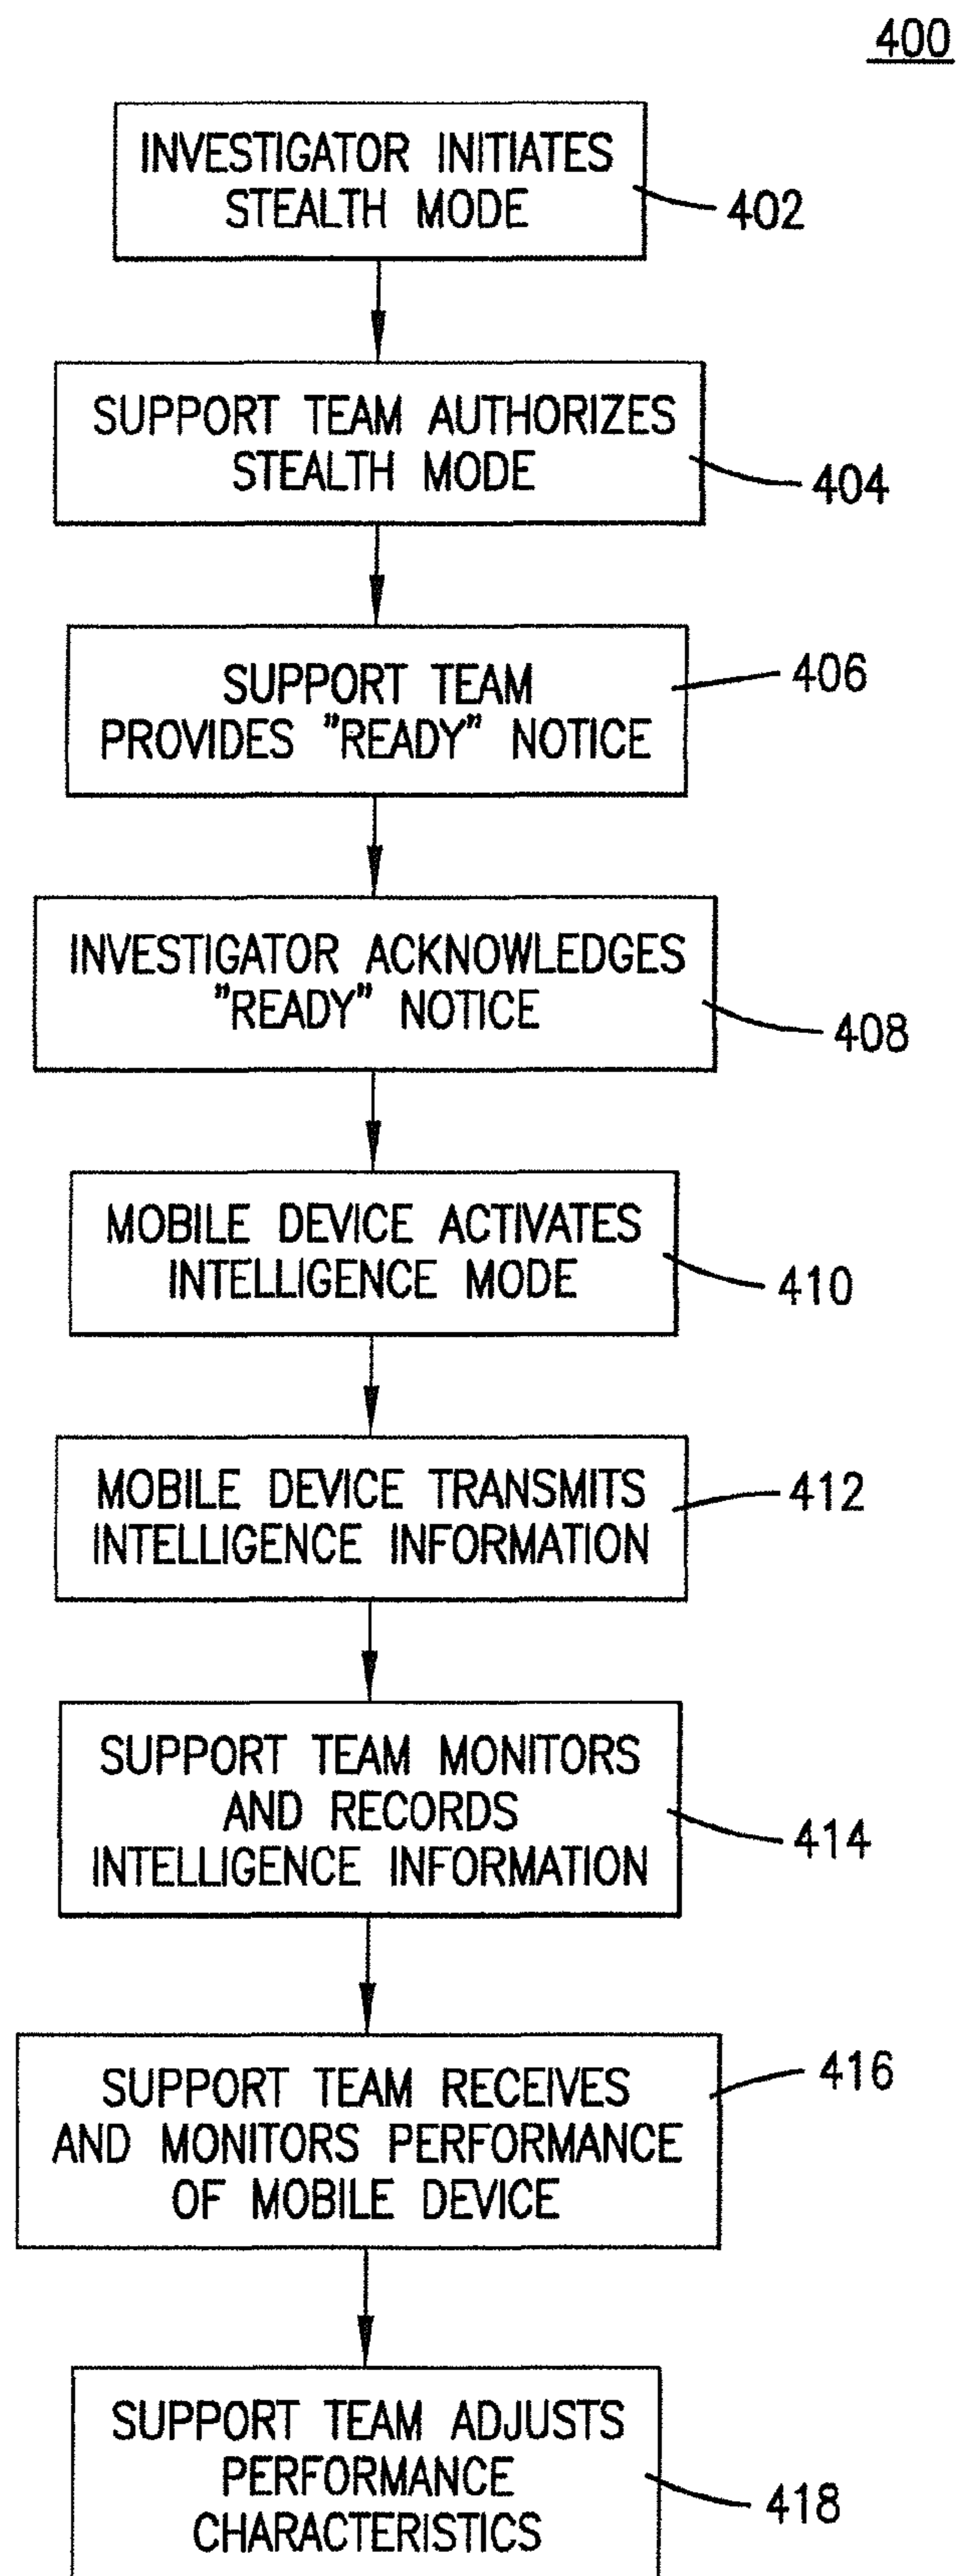 400
INVESTIGATOR INITIATES
STEALTH MODE
402
SUPPORT TEAM AUTHORIZES
STEALTH MODE
404
SUPPORT TEAM
PROVIDES "READY" NOTICE
406
INVESTIGATOR ACKNOWLEDGES
"READY" NOTICE
408
MOBILE DEVICE ACTIVATES
INTELLIGENCE MODE
410
MOBILE DEVICE TRANSMITS
INTELLIGENCE INFORMATION
412
SUPPORT TEAM MONITORS
AND RECORDS
INTELLIGENCE INFORMATION
414
SUPPORT TEAM RECEIVES
AND MONITORS PERFORMANCE
OF MOBILE DEVICE
416
SUPPORT TEAM ADJUSTS
PERFORMANCE
CHARACTERISTICS
418